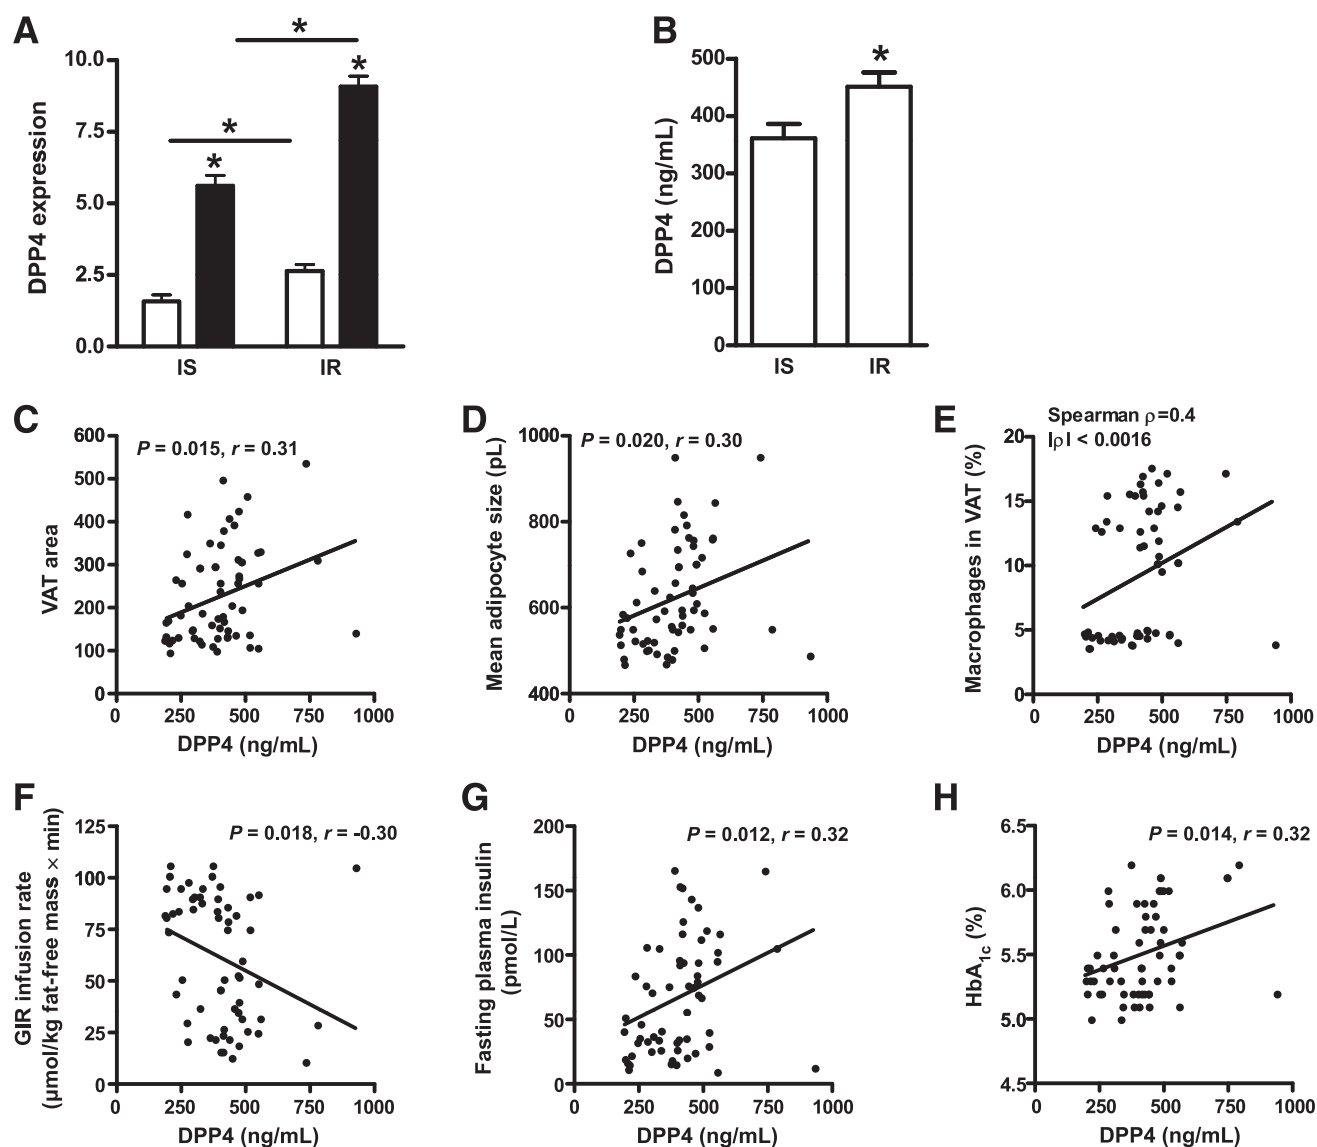 A
*
*
*
*
10.0
7.5
5.0
2.5
0.0
DPP4 expression
IS
IR
B
*
500
400
300
200
100
0
DPP4 (ng/mL)
IS
IR
C
P = 0.015, r = 0.31
600
500
400
300
200
100
0
VAT area
0
250
500
750
1000
DPP4 (ng/mL)
D
P = 0.020, r = 0.30
1000
800
600
400
Mean adipocyte size (pL)
0
250
500
750
1000
DPP4 (ng/mL)
E
Spearman ρ=0.4
IρI < 0.0016
20
15
10
5
0
Macrophages in VAT (%)
0
250
500
750
1000
DPP4 (ng/mL)
F
P = 0.018, r = -0.30
125
100
75
50
25
0
GIR infusion rate
(μmol/kg fat-free mass × min)
0
250
500
750
1000
DPP4 (ng/mL)
G
P = 0.012, r = 0.32
200
150
100
50
0
Fasting plasma insulin
(pmol/L)
0
250
500
750
1000
DPP4 (ng/mL)
H
P = 0.014, r = 0.32
6.5
6.0
5.5
5.0
4.5
HbA1c (%)
0
250
500
750
1000
DPP4 (ng/mL)